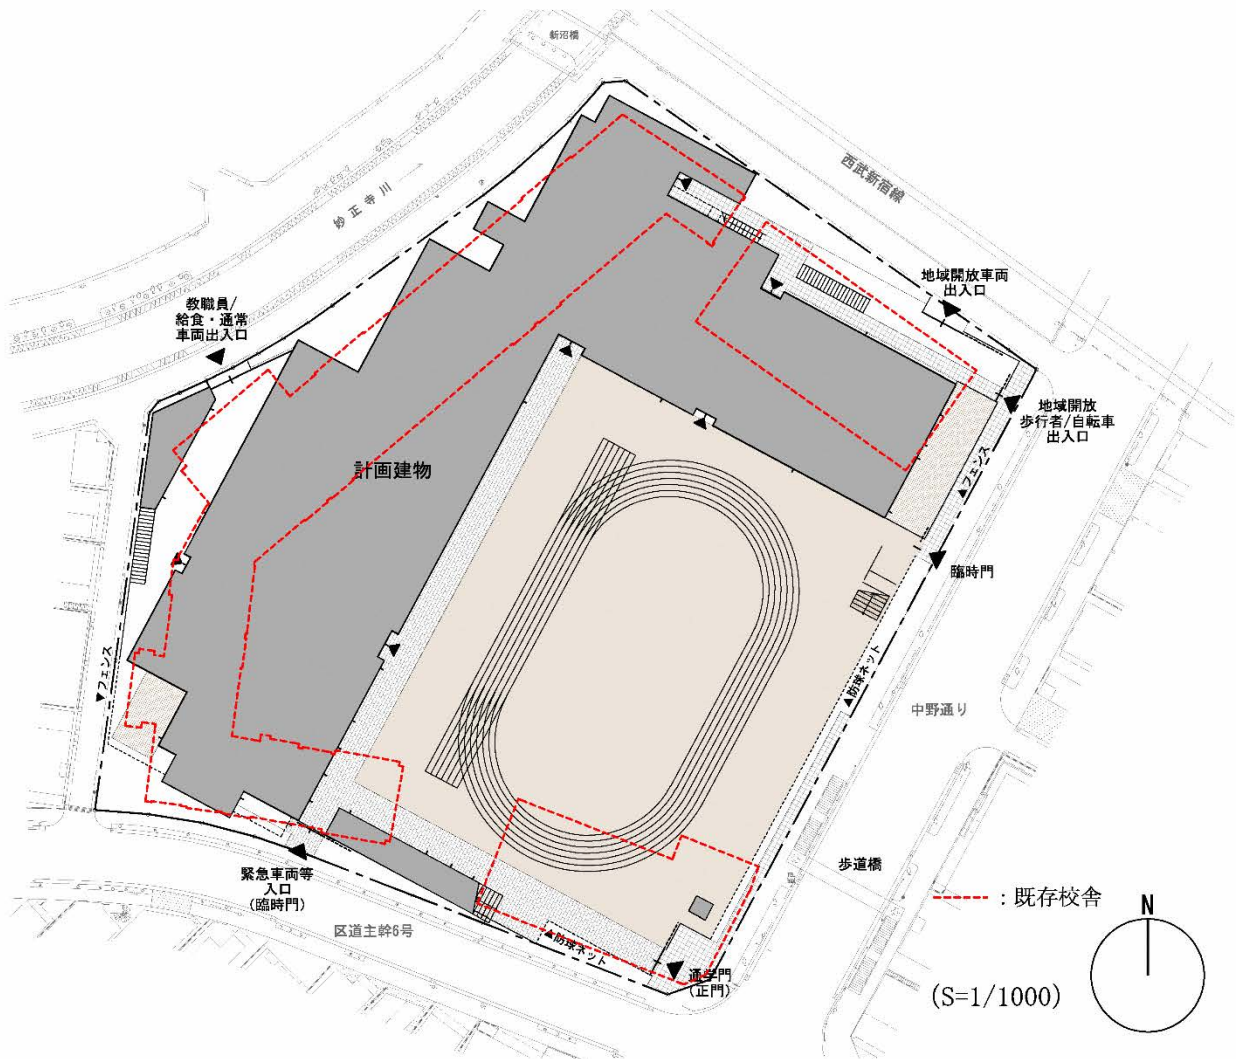 新沼橋
西武新宿線
妙正寺川
地域開放車両
出入口
教職員/
給食・通常
車両出入口
地域開放
歩行者/自転車
出入口
計画建物
フェンス
臨時門
フェンス
防球ネット
中野通り
歩道橋
緊急車両等
入口
(臨時門)
：既存校舎
区道主幹6号
防球ネット
通学門
(正門)
N
(S=1/1000)